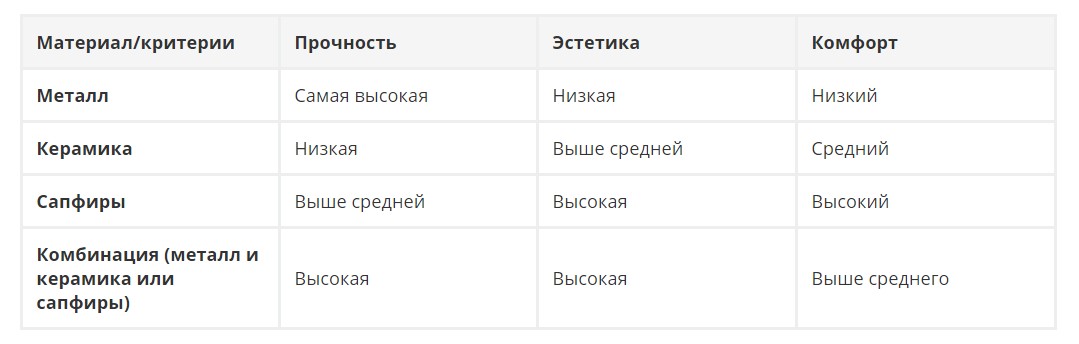 Материал/критерии Прочность Эстетика Комфорт
Металл Самая высокая Низкая Низкий
Керамика Низкая Выше средней Средний
Сапфиры Выше средней Высокая Высокий
Комбинация (металл и
керамика или
сапфиры)
Высокая Высокая Выше среднего